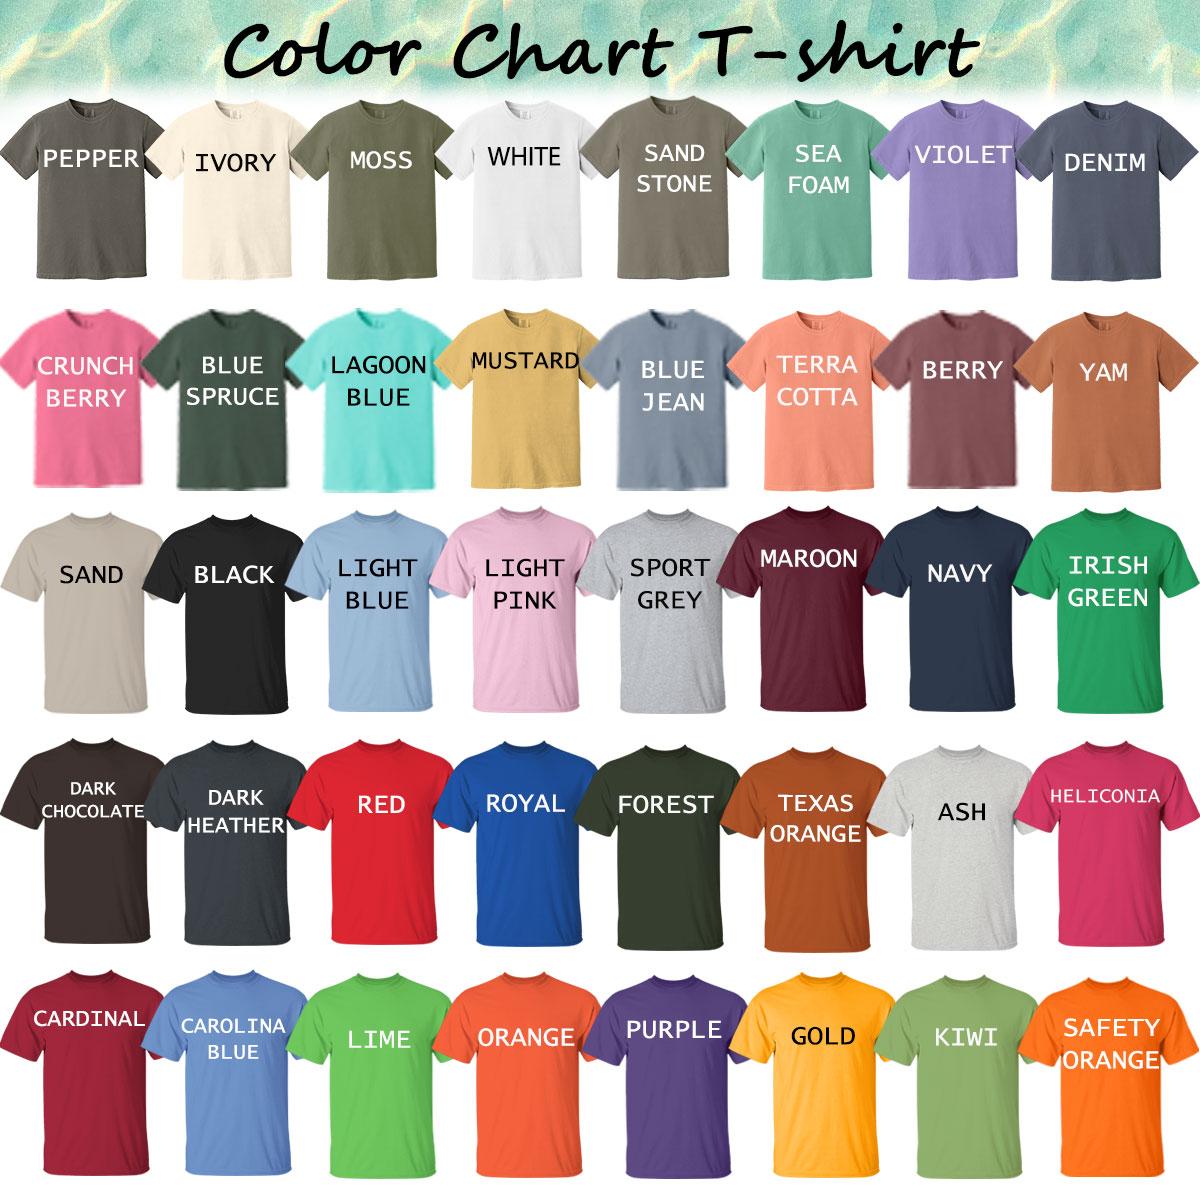 Color Chart T-shirt
PEPPER
IVORY
MOSS
WHITE
SAND
STONE
SEA
FOAM
VIOLET
DENIM
CRUNCH
BERRY
BLUE
SPRUCE
LAGOON
BLUE
MUSTARD
BLUE
JEAN
TERRA
COTTA
BERRY
YAM
SAND
BLACK
LIGHT
BLUE
LIGHT
PINK
SPORT
GREY
MAROON
NAVY
IRISH
GREEN
DARK
CHOCOLATE
DARK
HEATHER
RED
ROYAL
FOREST
TEXAS
ORANGE
ASH
HELICONIA
CARDINAL
CAROLINA
BLUE
LIME
ORANGE
PURPLE
GOLD
KIWI
SAFETY
ORANGE